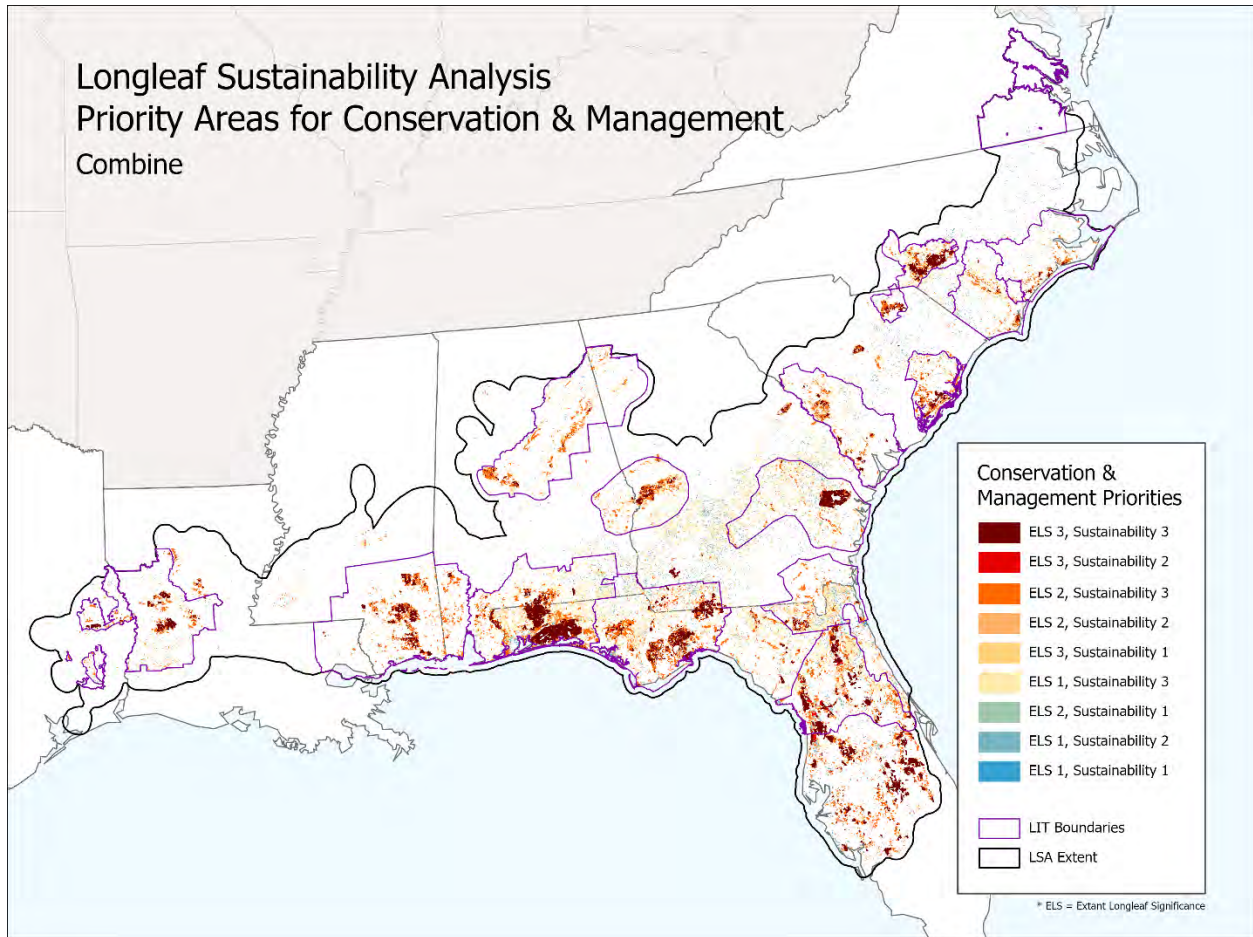 Longleaf Sustainability Analysis
Priority Areas for Conservation & Management
Combine
Conservation &
Management Priorities
ELS 3, Sustainability 3
ELS 3, Sustainability 2
ELS 2, Sustainability 3
ELS 2, Sustainability 2
ELS 3, Sustainability 1
ELS 1, Sustainability 3
ELS 2, Sustainability 1
ELS 1, Sustainability 2
ELS 1, Sustainability 1
LIT Boundaries
LSA Extent
* ELS = Extant Longleaf Significance